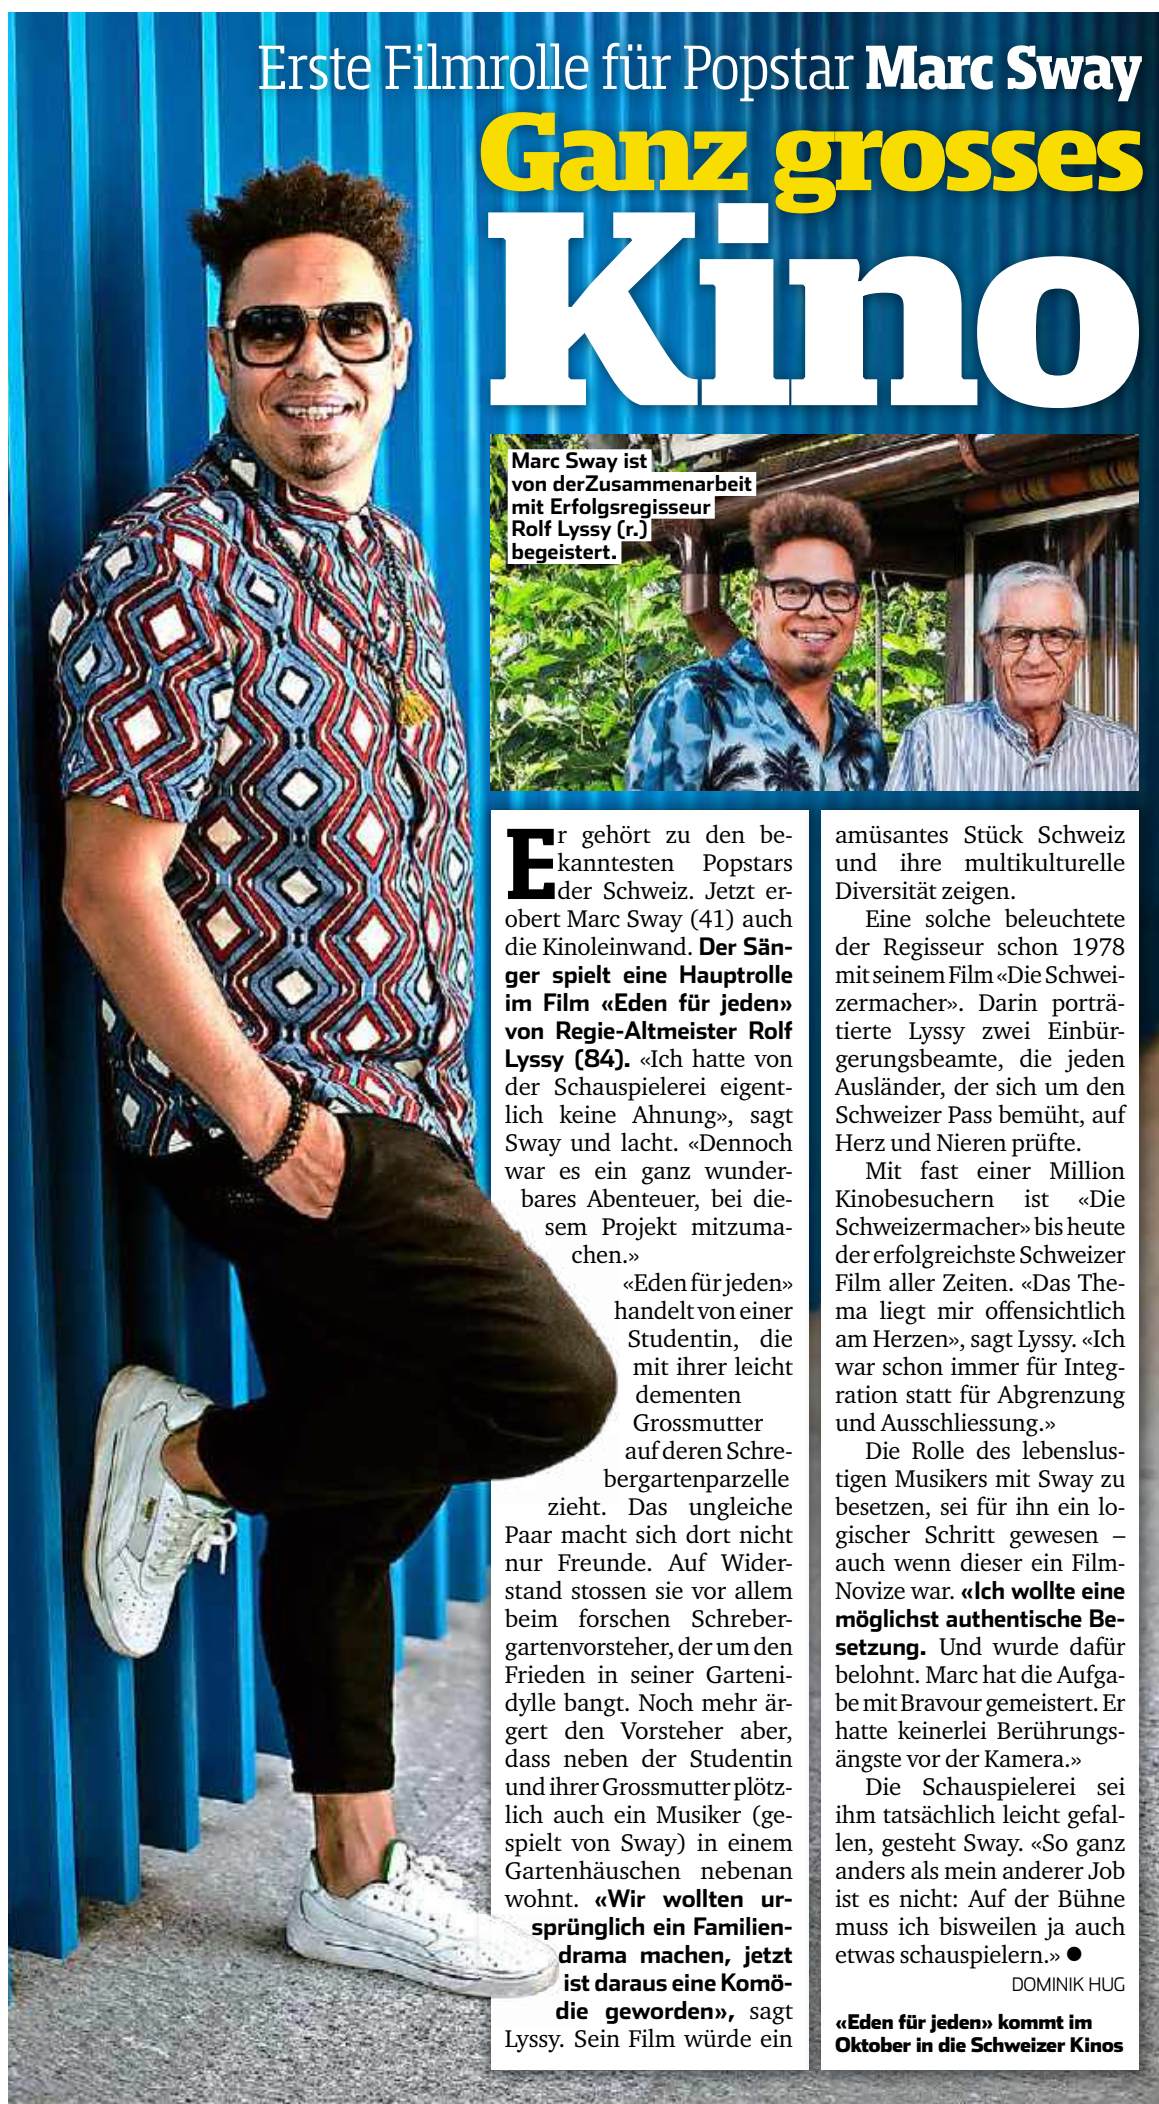 Erste Filmrolle für Popstar Marc Sway
Ganz grosses
Kino
Marc Sway ist
von derZusammenarbeit
mit Erfolgsregisseur
Rolf Lyssy (r.)
begeistert.
Er gehört zu den be-
kanntesten Popstars
der Schweiz. Jetzt er-
obert Marc Sway (41) auch
die Kinoleinwand. Der Sän-
ger spielt eine Hauptrolle
im Film «Eden für jeden»
von Regie-Altmeister Rolf
Lyssy (84). «Ich hatte von
der Schauspielerei eigent-
lich keine Ahnung», sagt
Sway und lacht. «Dennoch
war es ein ganz wunder-
bares Abenteuer, bei die-
sem Projekt mitzuma-
chen.»
«Eden für jeden»
handelt von einer
Studentin, die
mit ihrer leicht
dementen
Grossmutter
auf deren Schre-
bergartenparzelle
zieht. Das ungleiche
Paar macht sich dort nicht
nur Freunde. Auf Wider-
stand stossen sie vor allem
beim forschen Schreber-
gartenvorsteher, der um den
Frieden in seiner Garteni-
dylle bangt. Noch mehr är-
gert den Vorsteher aber,
dass neben der Studentin
und ihrer Grossmutter plötz-
lich auch ein Musiker (ge-
spielt von Sway) in einem
Gartenhäuschen nebenan
wohnt. «Wir wollten ur-
sprünglich ein Familien-
drama machen, jetzt
ist daraus eine Komö-
die geworden», sagt
Lyssy. Sein Film würde ein
amüsantes Stück Schweiz
und ihre multikulturelle
Diversität zeigen.
Eine solche beleuchtete
der Regisseur schon 1978
mit seinem Film «Die Schwei-
zermacher». Darin porträ-
tierte Lyssy zwei Einbür-
gerungsbeamte, die jeden
Ausländer, der sich um den
Schweizer Pass bemüht, auf
Herz und Nieren prüfte.
Mit fast einer Million
Kinobesuchern ist «Die
Schweizermacher» bis heute
der erfolgreichste Schweizer
Film aller Zeiten. «Das The-
ma liegt mir offensichtlich
am Herzen», sagt Lyssy. «Ich
war schon immer für Integ-
ration statt für Abgrenzung
und Ausschliessung.»
Die Rolle des lebenslus-
tigen Musikers mit Sway zu
besetzen, sei für ihn ein lo-
gischer Schritt gewesen –
auch wenn dieser ein Film-
Novize war. «Ich wollte eine
möglichst authentische Be-
setzung. Und wurde dafür
belohnt. Marc hat die Aufga-
be mit Bravour gemeistert. Er
hatte keinerlei Berührungs-
ängste vor der Kamera.»
Die Schauspielerei sei
ihm tatsächlich leicht gefal-
len, gesteht Sway. «So ganz
anders als mein anderer Job
ist es nicht: Auf der Bühne
muss ich bisweilen ja auch
etwas schauspielern.» ●
DOMINIK HUG
«Eden für jeden» kommt im
Oktober in die Schweizer Kinos